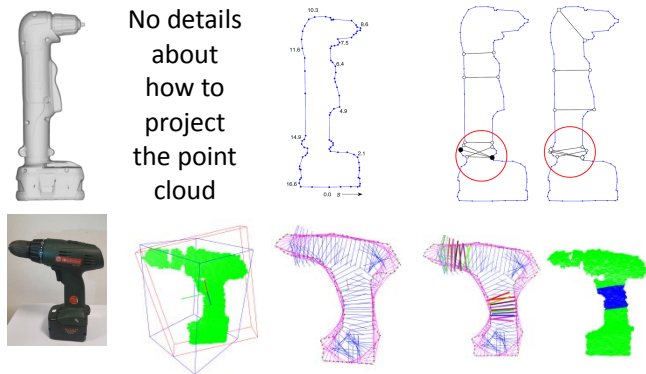 No details
about
how to
project
the point
cloud
10.3
8.6
7.5
11.6
6.4
4.9
14.9
2.1
16.6
0.0 s